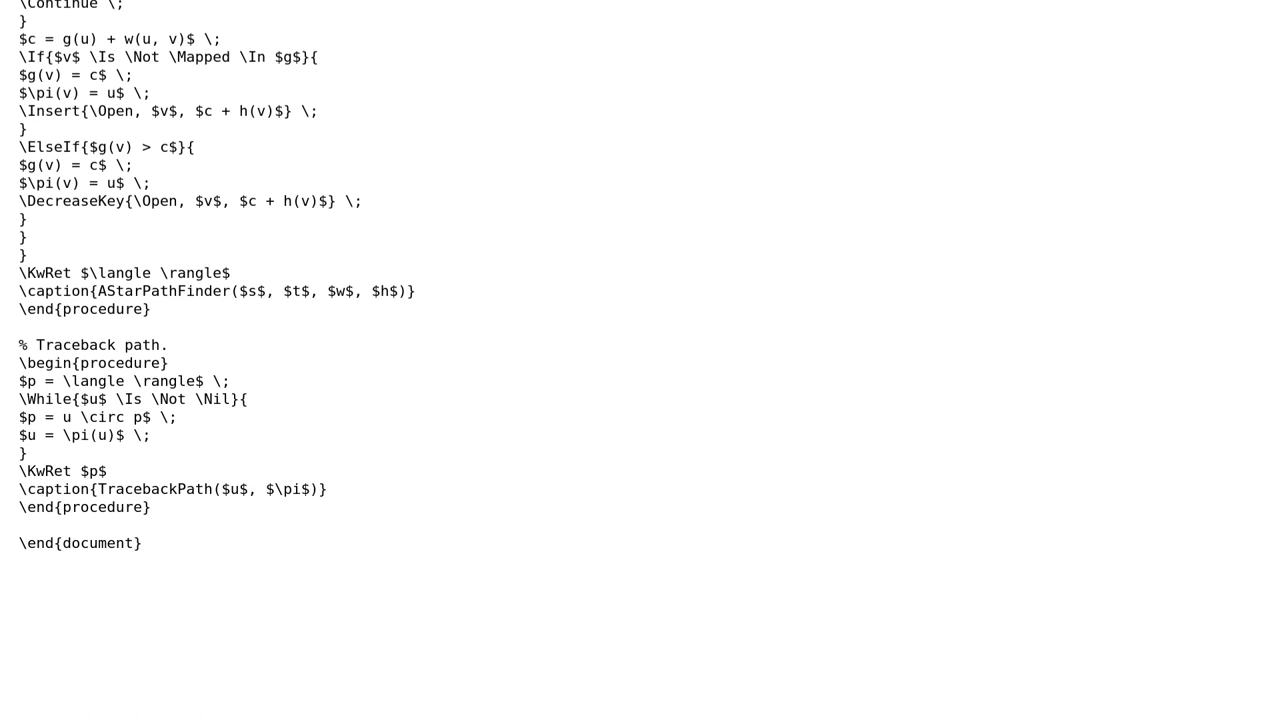 \Continue \;
}
$c = g(u) + w(u, v)$ \;
\If{$v$ \Is \Not \Mapped \In $g$}{
$g(v) = c$ \;
$\pi(v) = u$ \;
\Insert{\Open, $v$, $c + h(v)$} \;
}
\ElseIf{$g(v) > c$}{
$g(v) = c$ \;
$\pi(v) = u$ \;
\DecreaseKey{\Open, $v$, $c + h(v)$} \;
}
}
}
\KwRet $\langle \rangle$
\caption{AStarPathFinder($s$, $t$, $w$, $h$)}
\end{procedure}

% Traceback path.
\begin{procedure}
$p = \langle \rangle$ \;
\While{$u$ \Is \Not \Nil}{
$p = u \circ p$ \;
$u = \pi(u)$ \;
}
\KwRet $p$
\caption{TracebackPath($u$, $\pi$)}
\end{procedure}

\end{document}